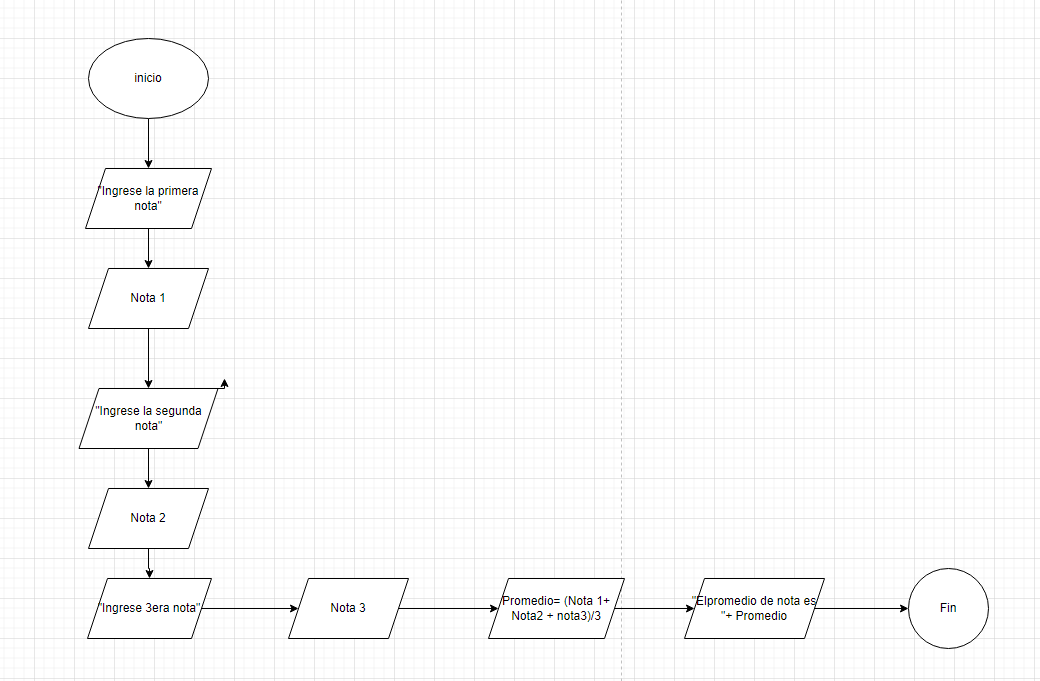 inicio
"Ingrese la primera
nota"
Nota 1
"Ingrese la segunda
nota"
Nota 2
"Ingrese 3era nota"
Nota 3
Promedio= (Nota 1+
Nota2 + nota3)/3
"Elpromedio de nota es
"+ Promedio
Fin